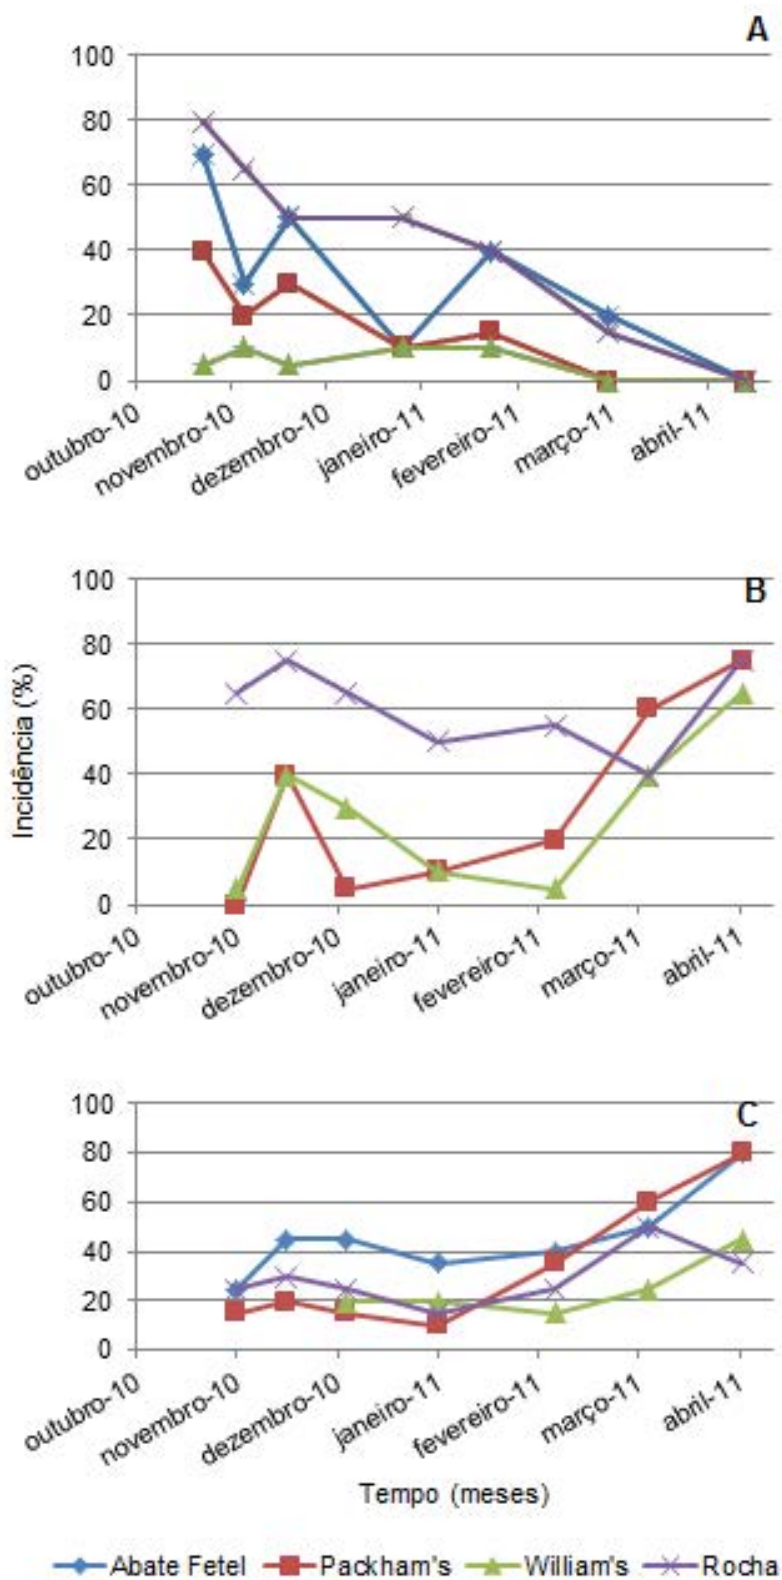 A
100
80
60
40
20
0
outubro-10 novembro-10 dezembro-10 janeiro-11 fevereiro-11 março-11 abril-11
B
100
80
60
40
20
0
outubro-10 novembro-10 dezembro-10 janeiro-11 fevereiro-11 março-11 abril-11
Incidência (%)
C
100
80
60
40
20
0
outubro-10 novembro-10 dezembro-10 janeiro-11 fevereiro-11 março-11 abril-11
Tempo (meses)
Abate Fetel Packham's William's Rocha